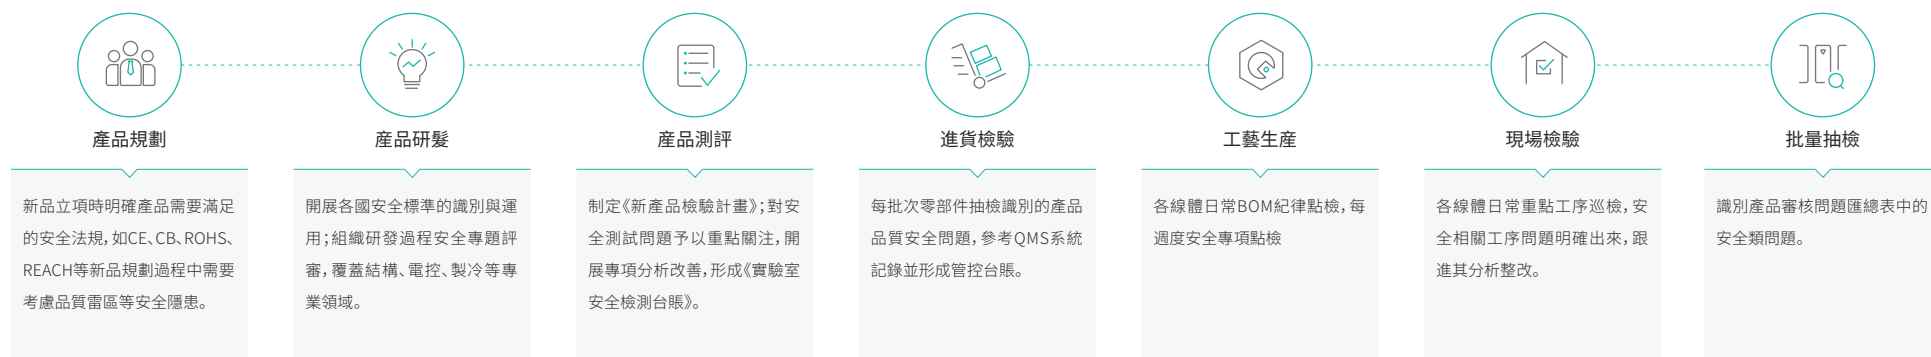 產品規劃
新品立項時明確產品需要滿足
的安全法規，如CE、CB、ROHS、
REACH等新品規劃過程中需要
考慮品質雷區等安全隱患。
産品研髮
開展各國安全標準的識別與運
用；組織研發過程安全專題評
審，覆蓋結構、電控、製冷等專
業領域。
産品測評
制定《新產品檢驗計畫》；對安
全測試問題予以重點關注，開
展專項分析改善，形成《實驗室
安全檢測台賬》。
進貨檢驗
每批次零部件抽檢識別的產品
品質安全問題，參考QMS系統
記錄並形成管控台賬。
工藝生産
各線體日常BOM紀律點檢，每
週度安全專項點檢
現場檢驗
各線體日常重點工序巡檢，安
全相關工序問題明確出來，跟
進其分析整改。
批量抽檢
識別產品審核問題匯總表中的
安全類問題。